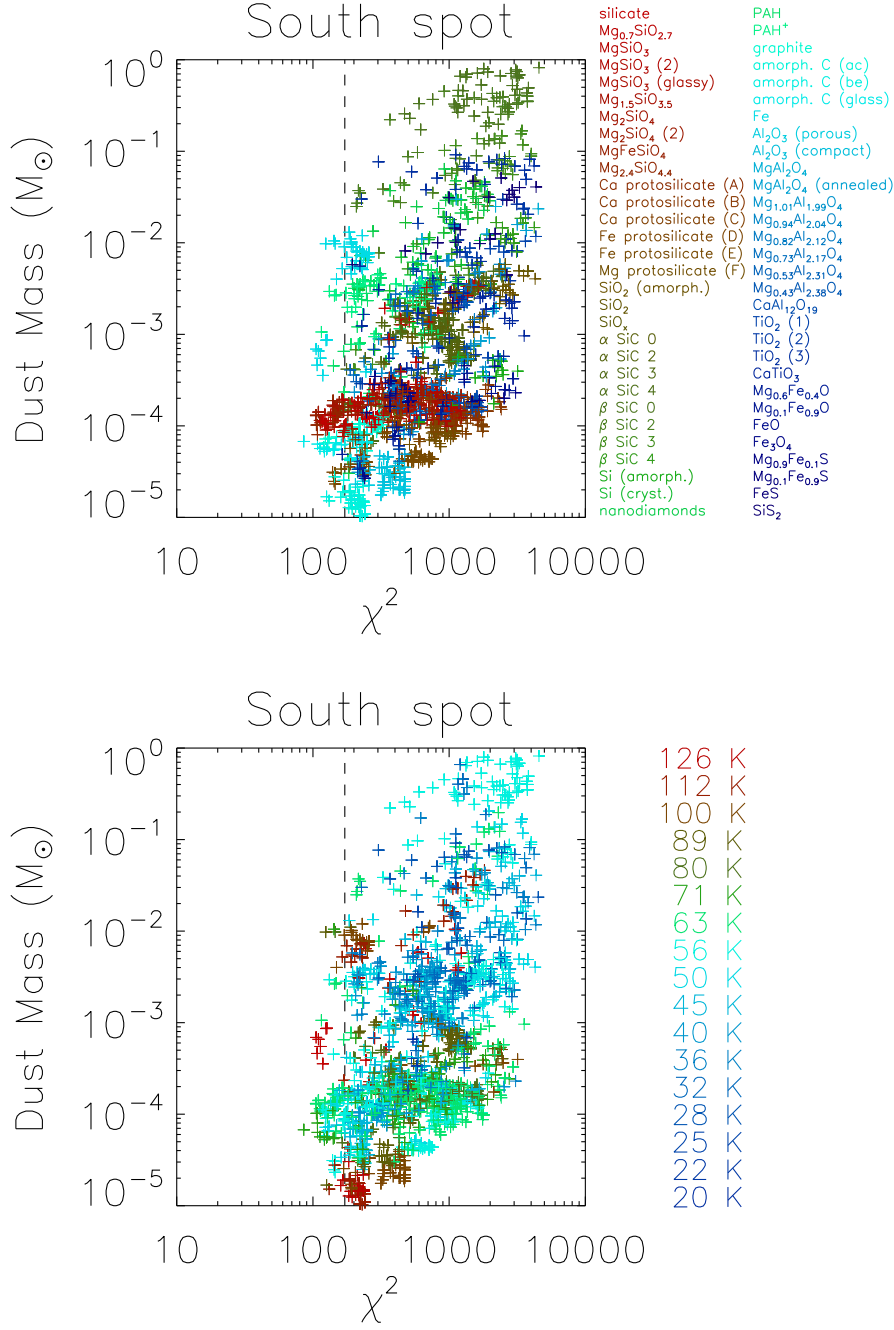 South spot
silicate
Mg0.7SiO2.7
MgSiO3
MgSiO3 (2)
MgSiO3 (glassy)
Mg1.5SiO3.5
Mg2SiO4
Mg2SiO4 (2)
MgFeSiO4
Mg2.4SiO4.4
Ca protosilicate (A)
Ca protosilicate (B)
Ca protosilicate (C)
Fe protosilicate (D)
Fe protosilicate (E)
Mg protosilicate (F)
SiO2 (amorph.)
SiO2
SiOx
α SiC 0
α SiC 2
α SiC 3
α SiC 4
β SiC 0
β SiC 2
β SiC 3
β SiC 4
Si (amorph.)
Si (cryst.)
nanodiamonds
PAH
PAH+
graphite
amorph. C (ac)
amorph. C (be)
amorph. C (glass)
Fe
Al2O3 (porous)
Al2O3 (compact)
MgAl2O4
MgAl2O4 (annealed)
Mg1.01Al1.99O4
Mg0.94Al2.04O4
Mg0.82Al2.12O4
Mg0.73Al2.17O4
Mg0.53Al2.31O4
Mg0.43Al2.38O4
CaAl12O19
TiO2 (1)
TiO2 (2)
TiO2 (3)
CaTiO3
Mg0.6Fe0.4O
Mg0.1Fe0.9O
FeO
Fe3O4
Mg0.9Fe0.1S
Mg0.1Fe0.9S
FeS
SiS2
Dust Mass (M⊙)
10^0
10^-1
10^-2
10^-3
10^-4
10^-5
10 100 1000 10000
χ^2
South spot
Dust Mass (M⊙)
10^0
10^-1
10^-2
10^-3
10^-4
10^-5
10 100 1000 10000
χ^2
126 K
112 K
100 K
89 K
80 K
71 K
63 K
56 K
50 K
45 K
40 K
36 K
32 K
28 K
25 K
22 K
20 K